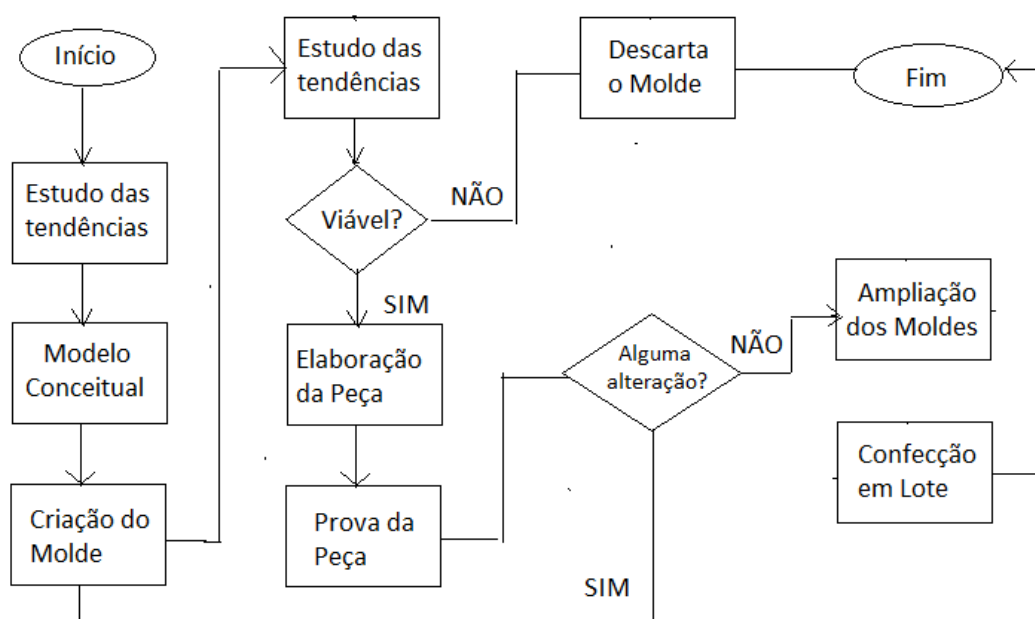 Início
Estudo das
tendências
Modelo
Conceitual
Criação do
Molde
Estudo das
tendências
Viável?
NÃO
SIM
Descarta
o Molde
Fim
Elaboração
da Peça
Prova da
Peça
Alguma
alteração?
NÃO
SIM
Ampliação
dos Moldes
Confecção
em Lote